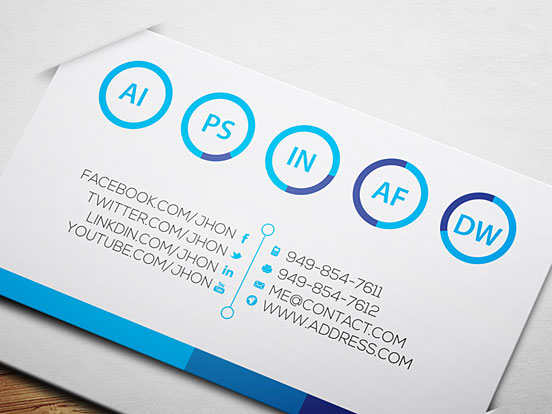 AI
PS
IN
AF
DW
FACEBOOK.COM/JHON
TWITTER.COM/JHON
LINKDIN.COM/JHON
YOUTUBE.COM/JHON
949-854-7611
949-854-7612
ME@CONTACT.COM
WWW.ADDRESS.COM